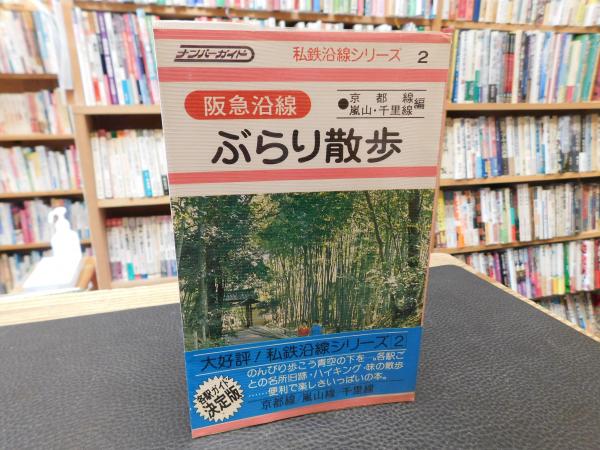 ナンバーガイド
私鉄沿線シリーズ 2
阪急沿線
●京都線
嵐山・千里線
編
ぶらり散歩
大好評！私鉄沿線シリーズ2
のんびり歩こう青空の下を…各駅ご
との名所旧跡・ハイキング・味の散歩
……便利で楽しさいっぱいの本。
各駅ガイド
決定版
京都線 嵐山線 千里線